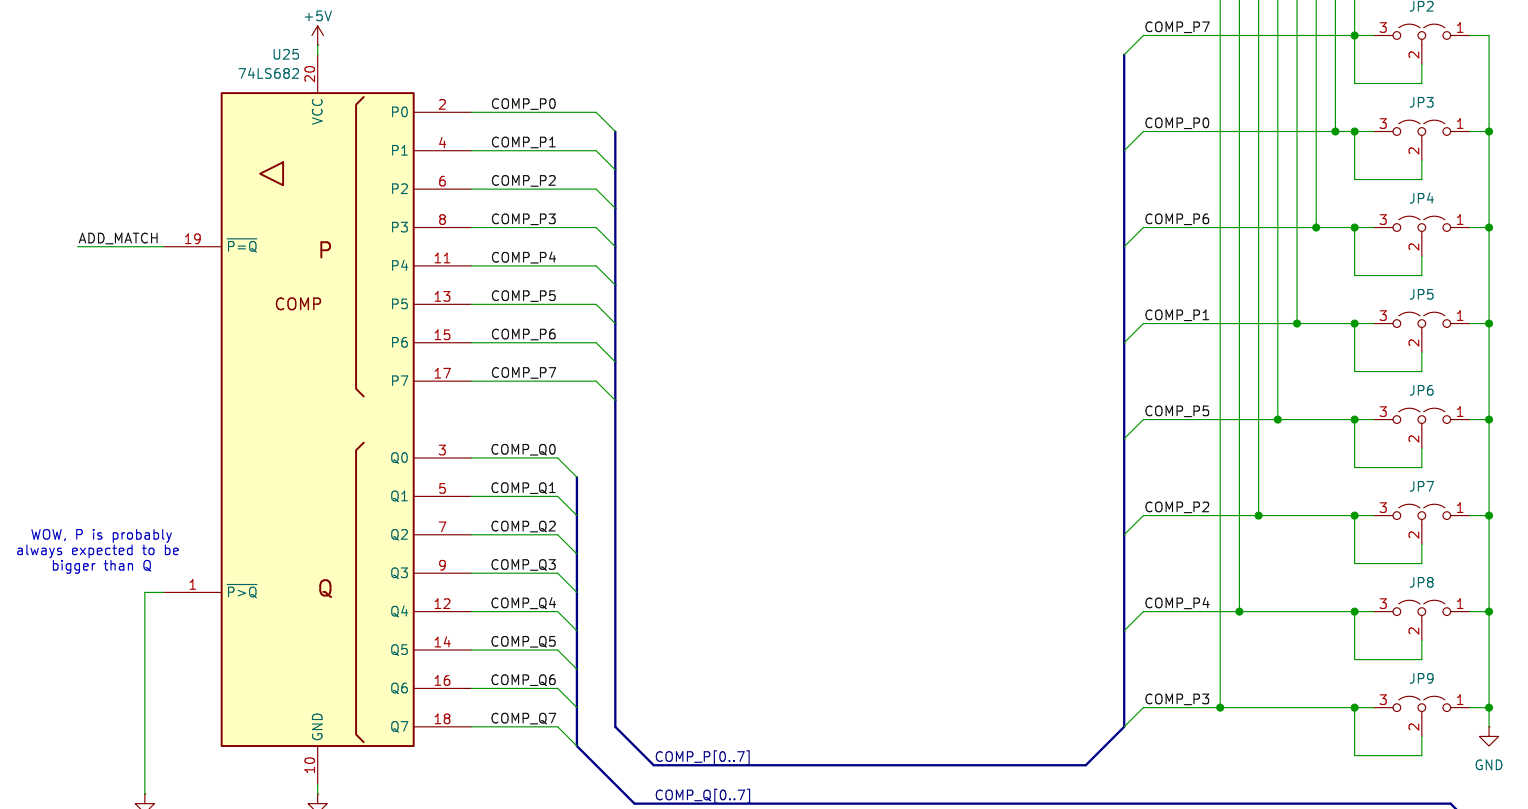 +5V
U25
74LS682
20
VCC
P0 2 COMP_P0
P1 4 COMP_P1
P2 6 COMP_P2
P3 8 COMP_P3
ADD_MATCH 19 P=Q
P
P4 11 COMP_P4
COMP
P5 13 COMP_P5
P6 15 COMP_P6
P7 17 COMP_P7
Q0 3 COMP_Q0
Q1 5 COMP_Q1
Q2 7 COMP_Q2
WOW, P is probably
always expected to be
bigger than Q
Q3 9 COMP_Q3
1 P>Q
Q
Q4 12 COMP_Q4
Q5 14 COMP_Q5
Q6 16 COMP_Q6
Q7 18 COMP_Q7
GND
10
COMP_P[0..7]
COMP_Q[0..7]
JP2
COMP_P7 3 1
2
JP3
COMP_P0 3 1
2
JP4
COMP_P6 3 1
2
JP5
COMP_P1 3 1
2
JP6
COMP_P5 3 1
2
JP7
COMP_P2 3 1
2
JP8
COMP_P4 3 1
2
JP9
COMP_P3 3 1
2
GND